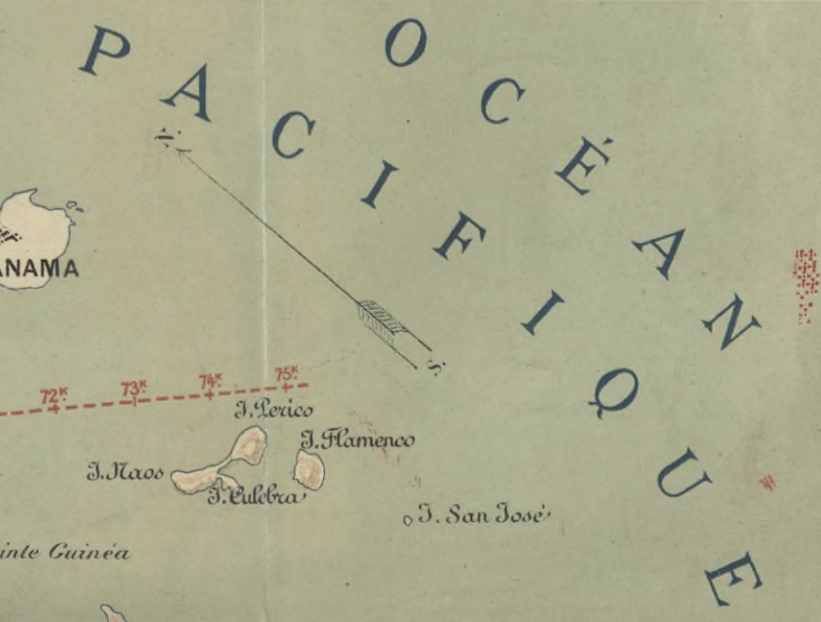 OCÉAN
PACIFIQUE
N.
S.
ANAMA
72K
73K
74K
75K
I. Perico
I. Flamenco
I. Naos
I. Culebra
I. San José
inte Guinéa